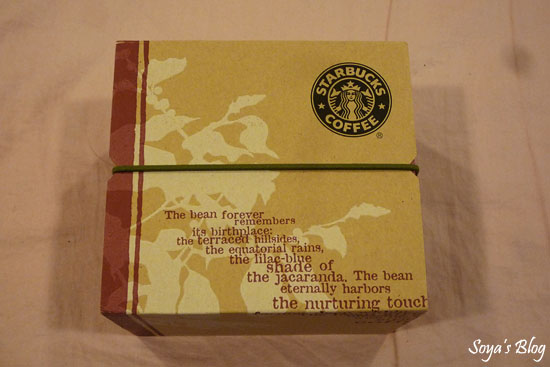 STARBUCKS
COFFEE
®
The bean forever
remembers
its birthplace:
the terraced hillsides,
the equatorial rains,
the lilac-blue
shade of
the jacaranda. The bean
eternally harbors
the nurturing touch
Soya's Blog